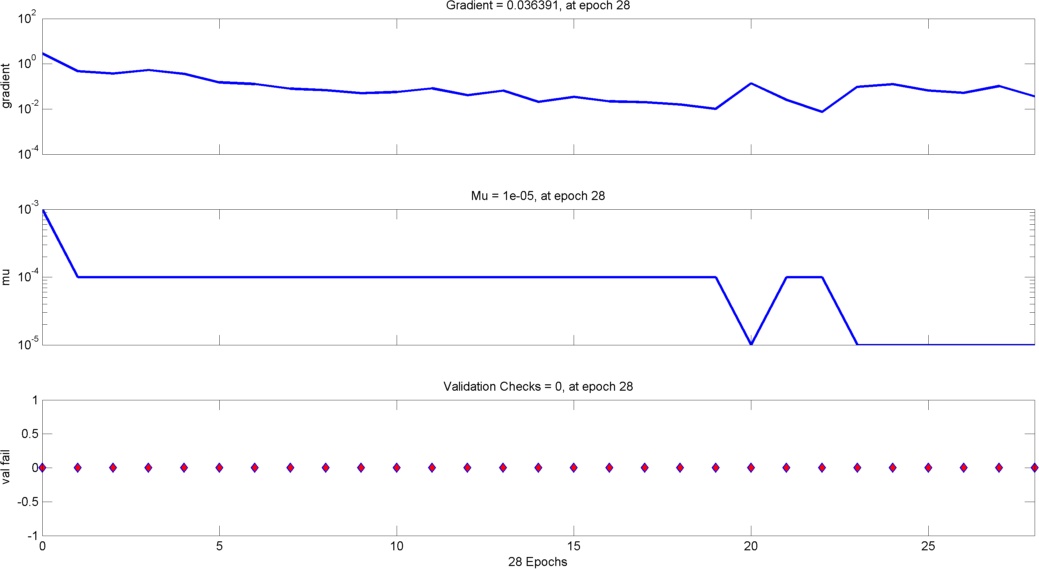 Gradient = 0.036391, at epoch 28
10^2
10^0
10^-2
10^-4
gradient
Mu = 1e-05, at epoch 28
10^-3
10^-4
10^-5
mu
Validation Checks = 0, at epoch 28
1
0.5
0
-0.5
-1
val fail
0 5 10 15 20 25
28 Epochs